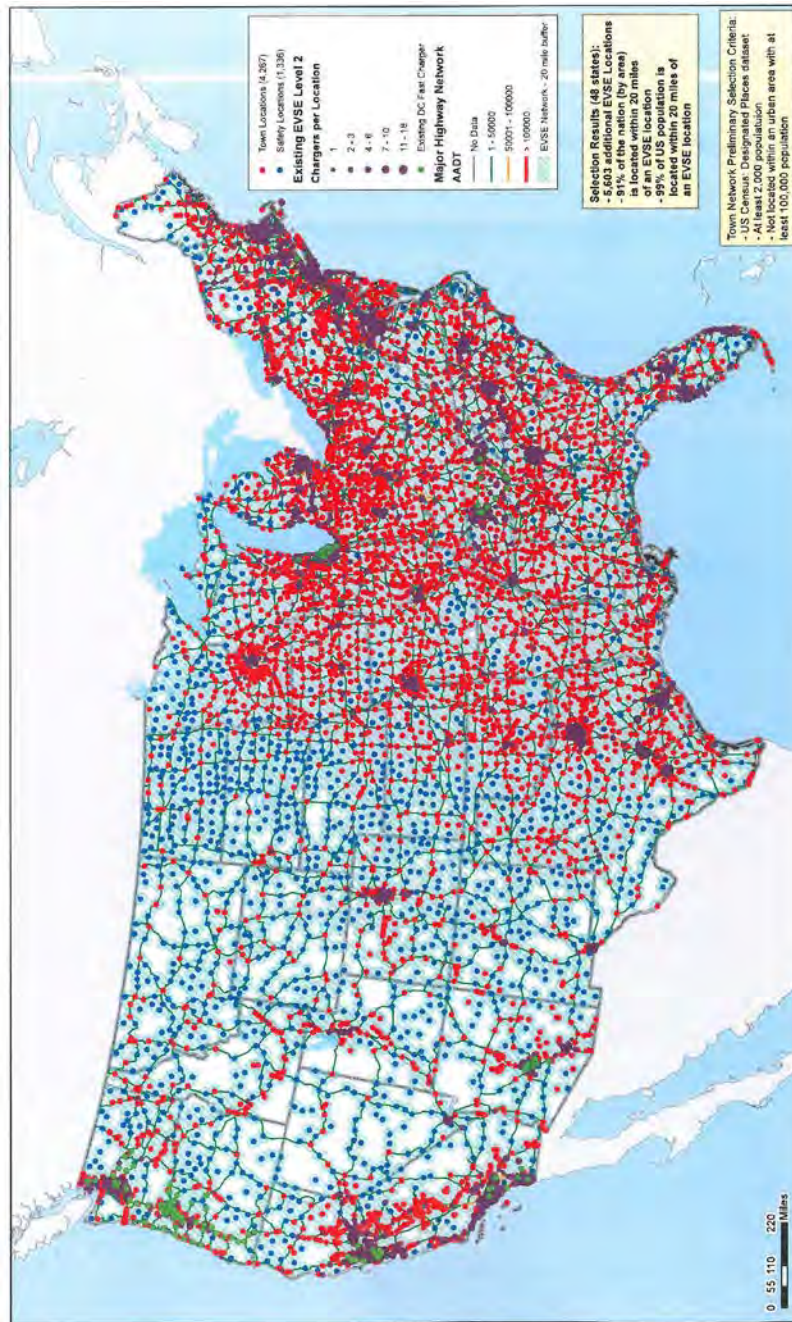 Town Locations (4,267)
Safety Locations (1,336)
Existing EVSE Level 2
Chargers per Location
1
2 - 3
4 - 6
7 - 10
11 - 18
Existing DC Fast Charger
Major Highway Network
AADT
No Data
1 - 50000
50001 - 100000
> 100000
EVSE Network - 20 mile buffer
Selection Results (48 states):
- 5,603 additional EVSE Locations
- 91% of the nation (by area)
is located within 20 miles
of an EVSE location
- 99% of US population is
located within 20 miles of
an EVSE location
Town Network Preliminary Selection Criteria:
- US Census: Designated Places dataset
- At least 2,000 populatuion
- Not located within an urban area with at
least 100,000 population
0 55 110 220
Miles